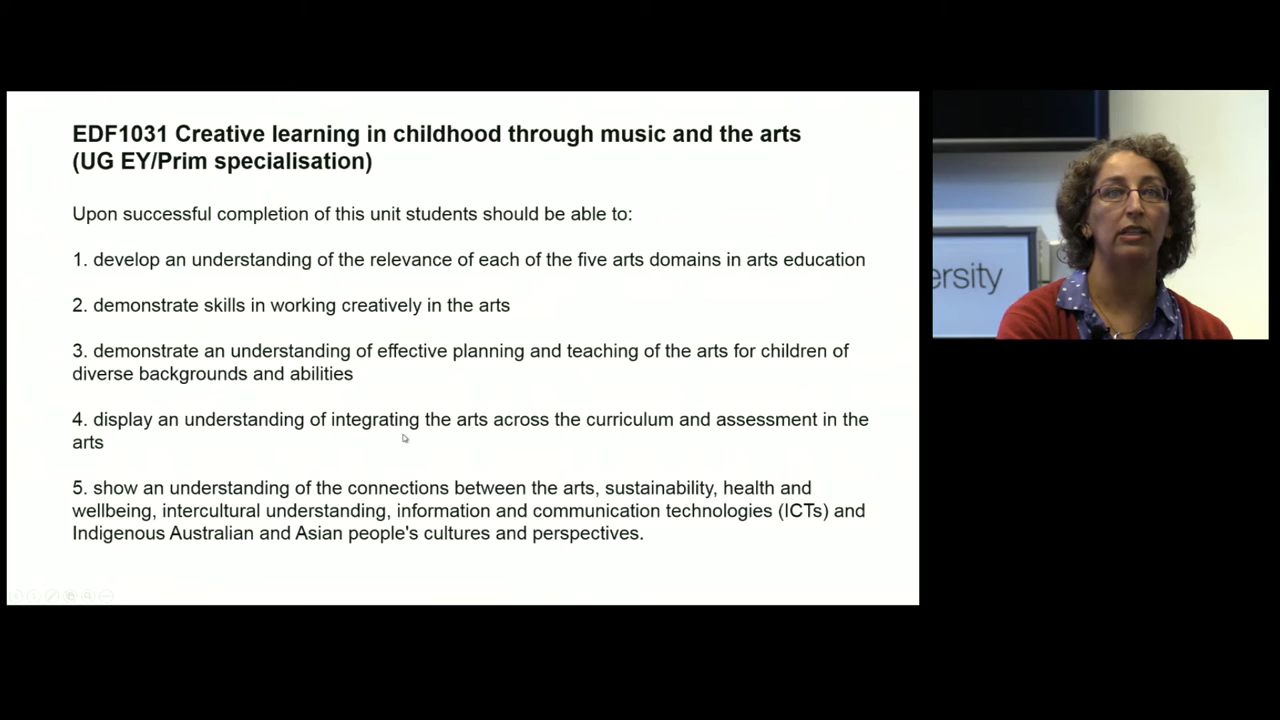 EDF1031 Creative learning in childhood through music and the arts
(UG EY/Prim specialisation)
Upon successful completion of this unit students should be able to:
1. develop an understanding of the relevance of each of the five arts domains in arts education
2. demonstrate skills in working creatively in the arts
3. demonstrate an understanding of effective planning and teaching of the arts for children of
diverse backgrounds and abilities
4. display an understanding of integrating the arts across the curriculum and assessment in the
arts
5. show an understanding of the connections between the arts, sustainability, health and
wellbeing, intercultural understanding, information and communication technologies (ICTs) and
Indigenous Australian and Asian people's cultures and perspectives.
ersity